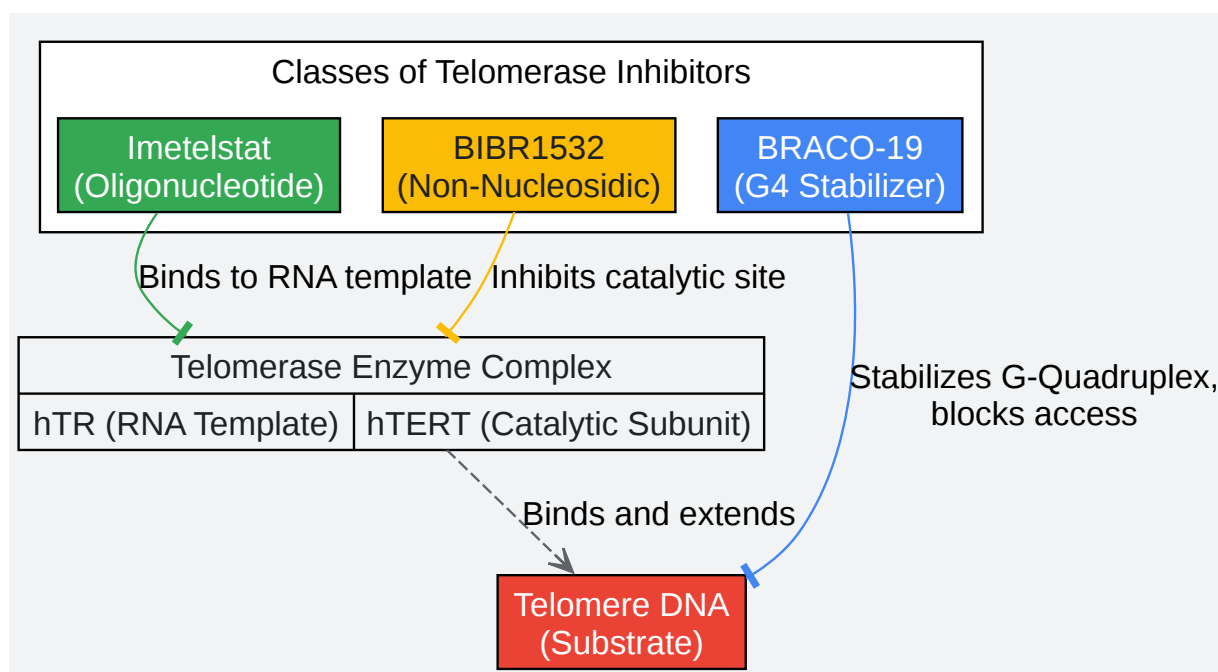 Classes of Telomerase Inhibitors
Imetelstat
(Oligonucleotide)
BIBR1532
(Non-Nucleosidic)
BRACO-19
(G4 Stabilizer)
Binds to RNA template
Inhibits catalytic site
Telomerase Enzyme Complex
hTR (RNA Template)
hTERT (Catalytic Subunit)
Stabilizes G-Quadruplex,
blocks access
Binds and extends
Telomere DNA
(Substrate)